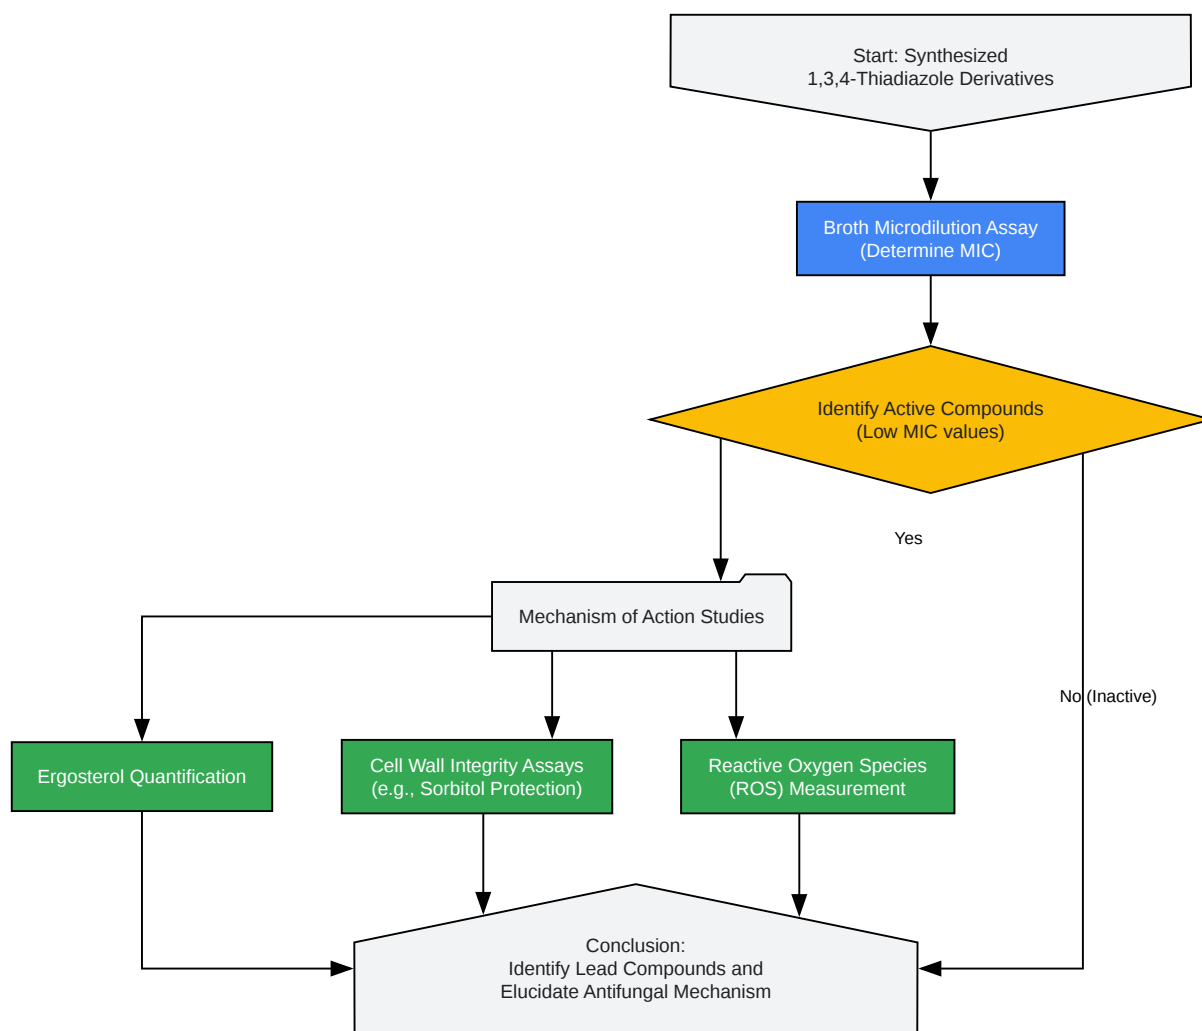 Start: Synthesized
1,3,4-Thiadiazole Derivatives
Broth Microdilution Assay
(Determine MIC)
Identify Active Compounds
(Low MIC values)
Yes
Mechanism of Action Studies
No (Inactive)
Ergosterol Quantification
Cell Wall Integrity Assays
(e.g., Sorbitol Protection)
Reactive Oxygen Species
(ROS) Measurement
Conclusion:
Identify Lead Compounds and
Elucidate Antifungal Mechanism